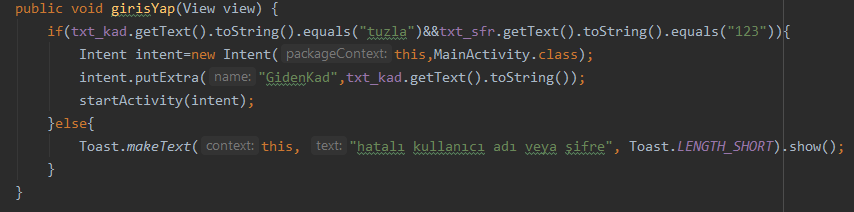 public void girisYap(View view) {
if(txt_kad.getText().toString().equals("tuzla")&&txt_sfr.getText().toString().equals("123")){
Intent intent=new Intent( packageContext: this,MainActivity.class);
intent.putExtra( name: "GidenKad",txt_kad.getText().toString());
startActivity(intent);
}else{
Toast.makeText( context: this, text: "hatalı kullanıcı adı veya şifre", Toast.LENGTH_SHORT).show();
}
}